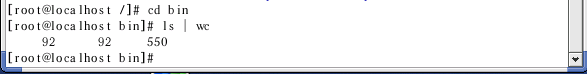 [root@localhost /]# cd bin
[root@localhost bin]# ls | wc
92 92 550
[root@localhost bin]#